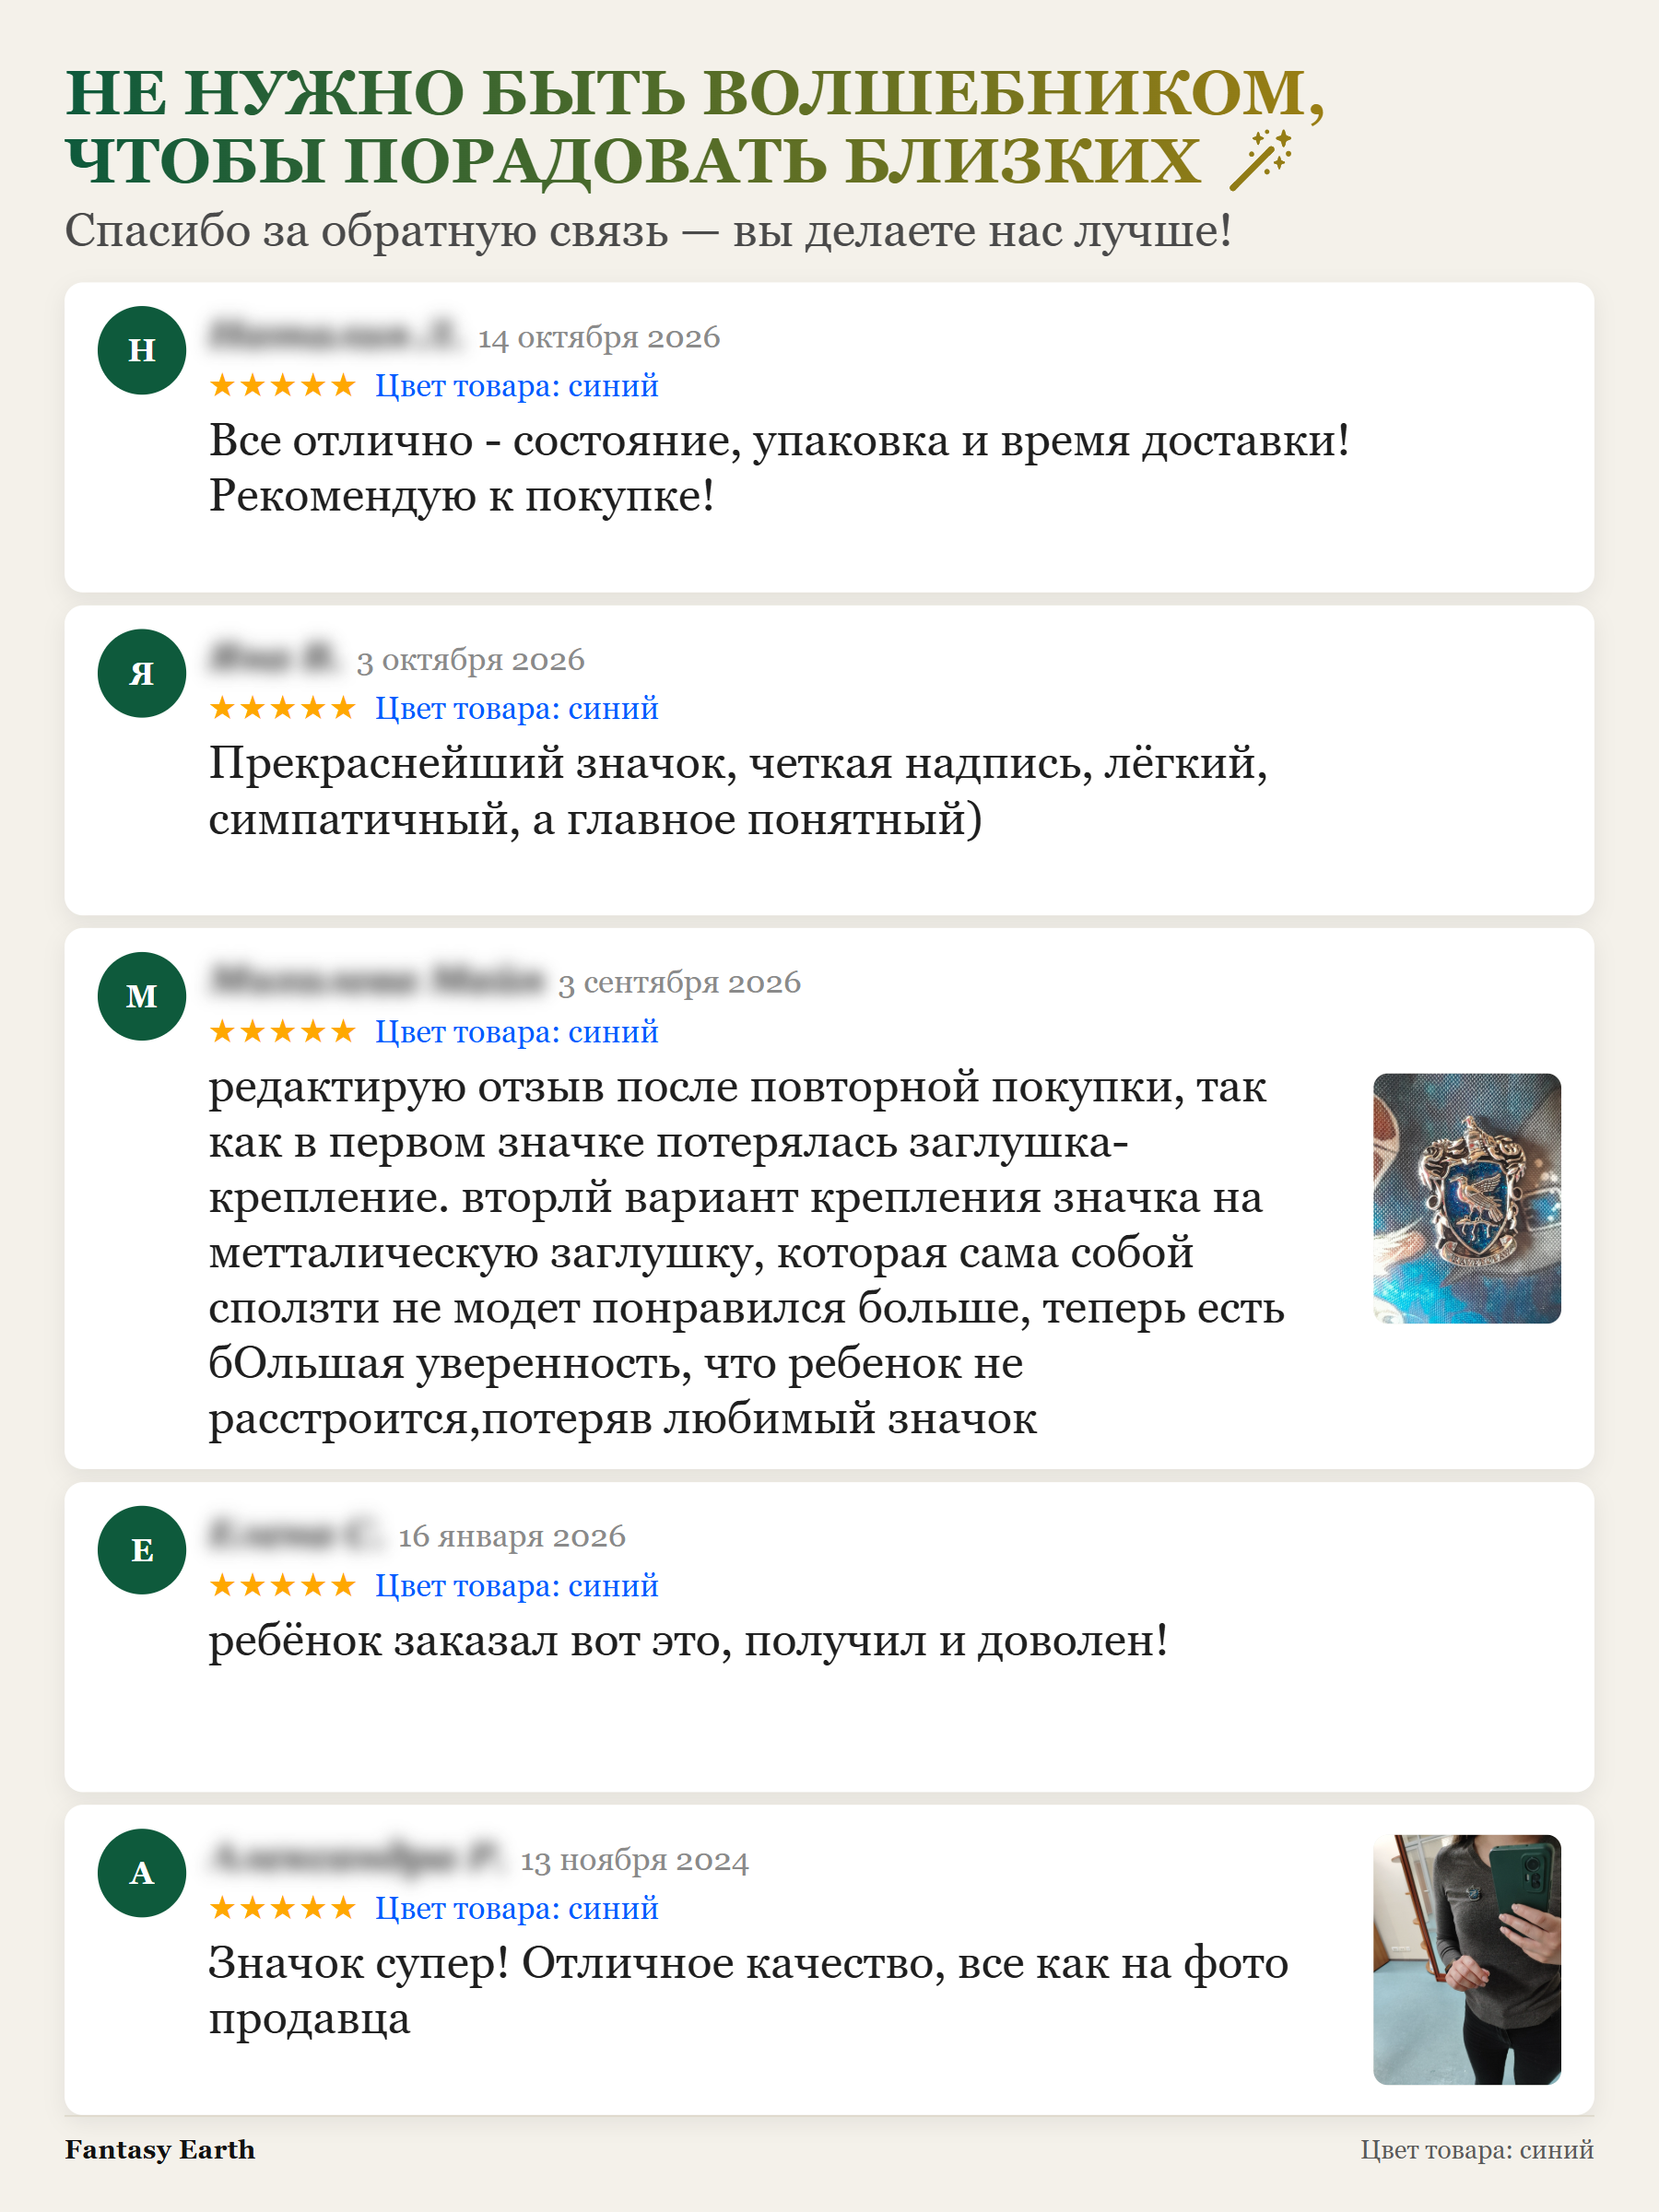 НЕ НУЖНО БЫТЬ ВОЛШЕБНИКОМ,
ЧТОБЫ ПОРАДОВАТЬ БЛИЗКИХ
Спасибо за обратную связь — вы делаете нас лучше!
Н
14 октября 2026
★★★★★ Цвет товара: синий
Все отлично - состояние, упаковка и время доставки!
Рекомендую к покупке!
Я
3 октября 2026
★★★★★ Цвет товара: синий
Прекраснейший значок, четкая надпись, лёгкий,
симпатичный, а главное понятный)
М
3 сентября 2026
★★★★★ Цвет товара: синий
редактирую отзыв после повторной покупки, так
как в первом значке потерялась заглушка-
крепление. вторлй вариант крепления значка на
метталическую заглушку, которая сама собой
сползти не модет понравился больше, теперь есть
бОльшая уверенность, что ребенок не
расстроится,потеряв любимый значок
Е
16 января 2026
★★★★★ Цвет товара: синий
ребёнок заказал вот это, получил и доволен!
А
13 ноября 2024
★★★★★ Цвет товара: синий
Значок супер! Отличное качество, все как на фото
продавца
Fantasy Earth
Цвет товара: синий